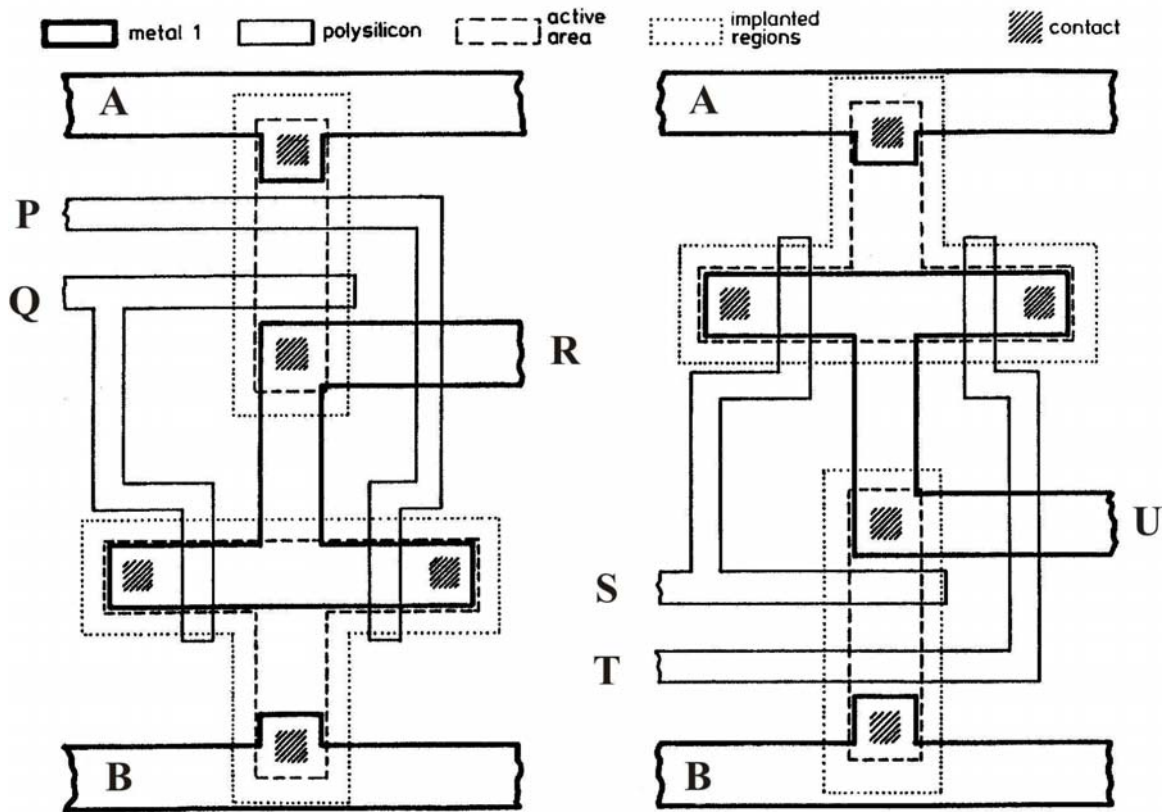 metal 1 polysilicon active area implanted regions contact
A A
P
Q
R
U
S
T
B B